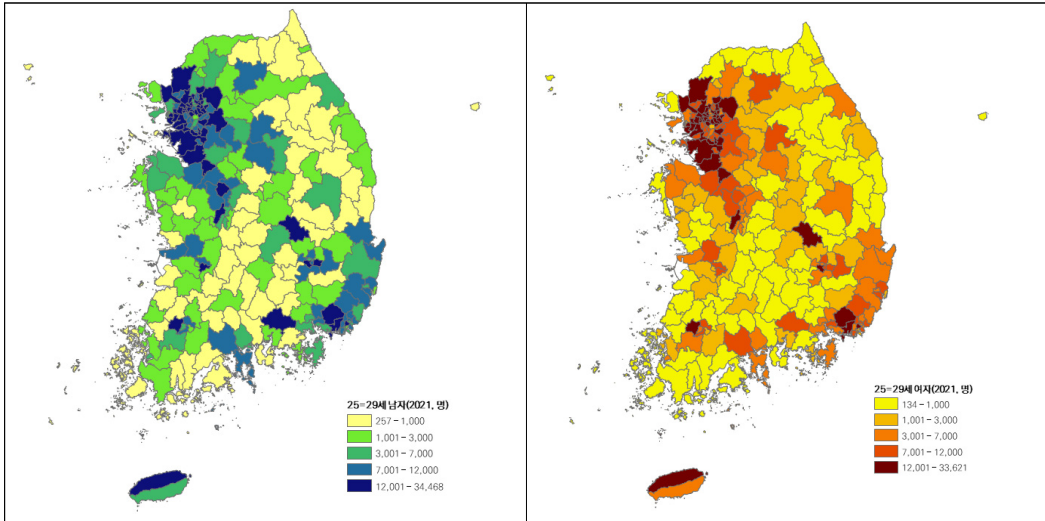 25=29세 남자(2021, 명)
257 - 1,000
1,001 - 3,000
3,001 - 7,000
7,001 - 12,000
12,001 - 34,468
25=29세 여자(2021, 명)
134 - 1,000
1,001 - 3,000
3,001 - 7,000
7,001 - 12,000
12,001 - 33,621